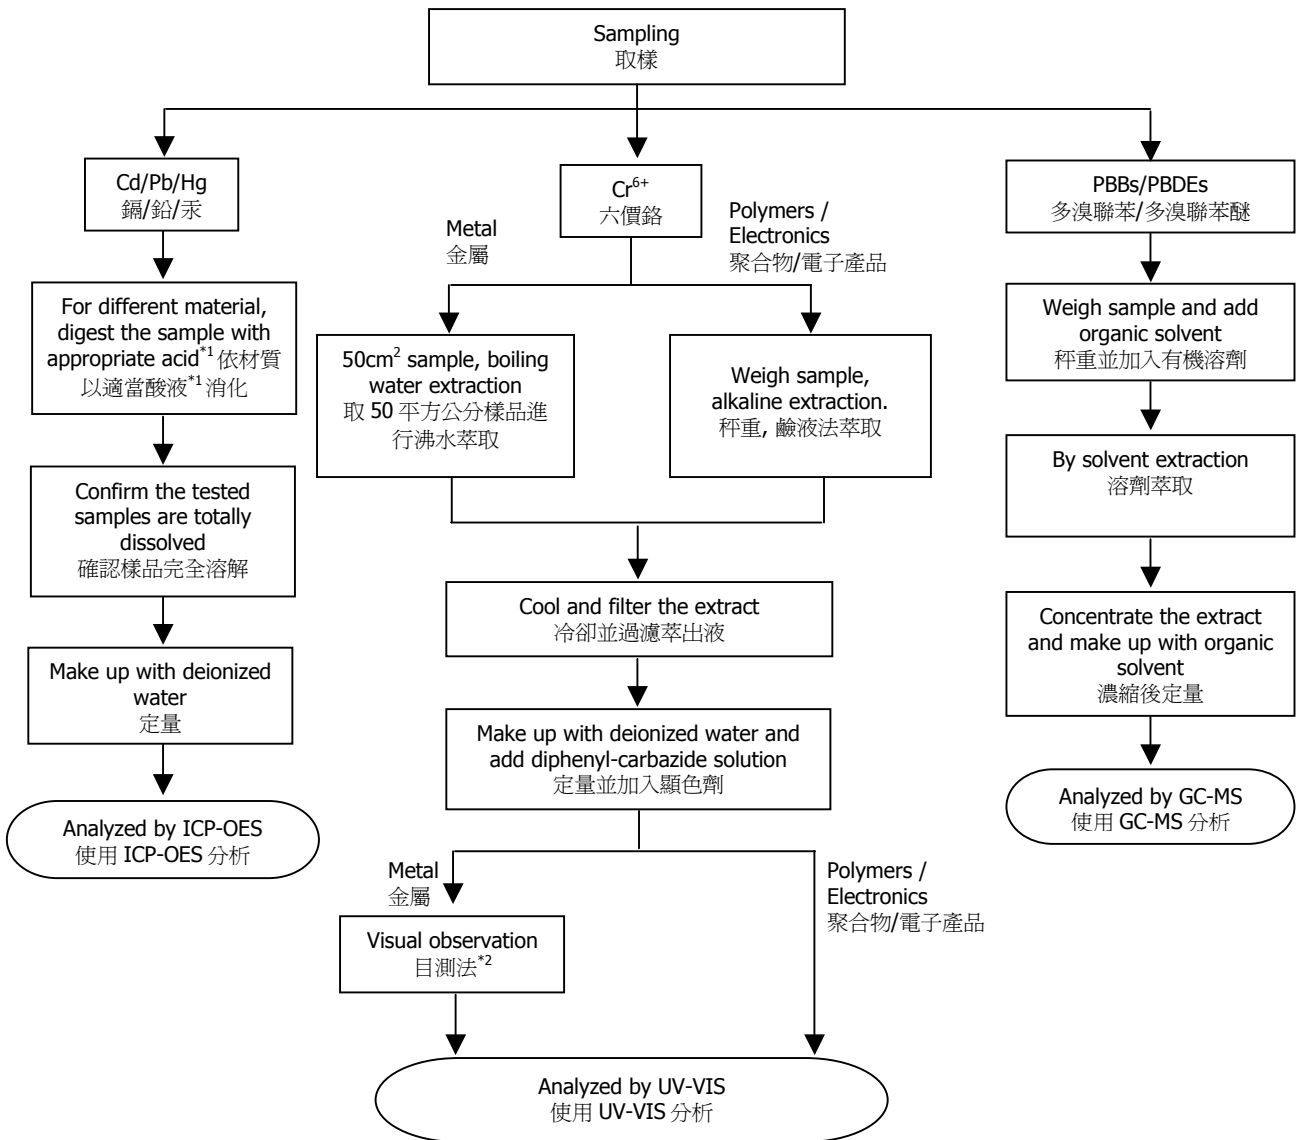 Sampling
取樣
Cd/Pb/Hg
鎘/鉛/汞
For different material,
digest the sample with
appropriate acid*1 依材質
以適當酸液*1 消化
Confirm the tested
samples are totally
dissolved
確認樣品完全溶解
Make up with deionized
water
定量
Analyzed by ICP-OES
使用 ICP-OES 分析
Cr6+
六價鉻
Metal
金屬
Polymers /
Electronics
聚合物/電子產品
50cm2 sample, boiling
water extraction
取 50 平方公分樣品進
行沸水萃取
Weigh sample,
alkaline extraction.
秤重, 鹼液法萃取
Cool and filter the extract
冷卻並過濾萃出液
Make up with deionized water and
add diphenyl-carbazide solution
定量並加入顯色劑
Metal
金屬
Polymers /
Electronics
聚合物/電子產品
Visual observation
目測法*2
Analyzed by UV-VIS
使用 UV-VIS 分析
PBBs/PBDEs
多溴聯苯/多溴聯苯醚
Weigh sample and add
organic solvent
秤重並加入有機溶劑
By solvent extraction
溶劑萃取
Concentrate the extract
and make up with organic
solvent
濃縮後定量
Analyzed by GC-MS
使用 GC-MS 分析